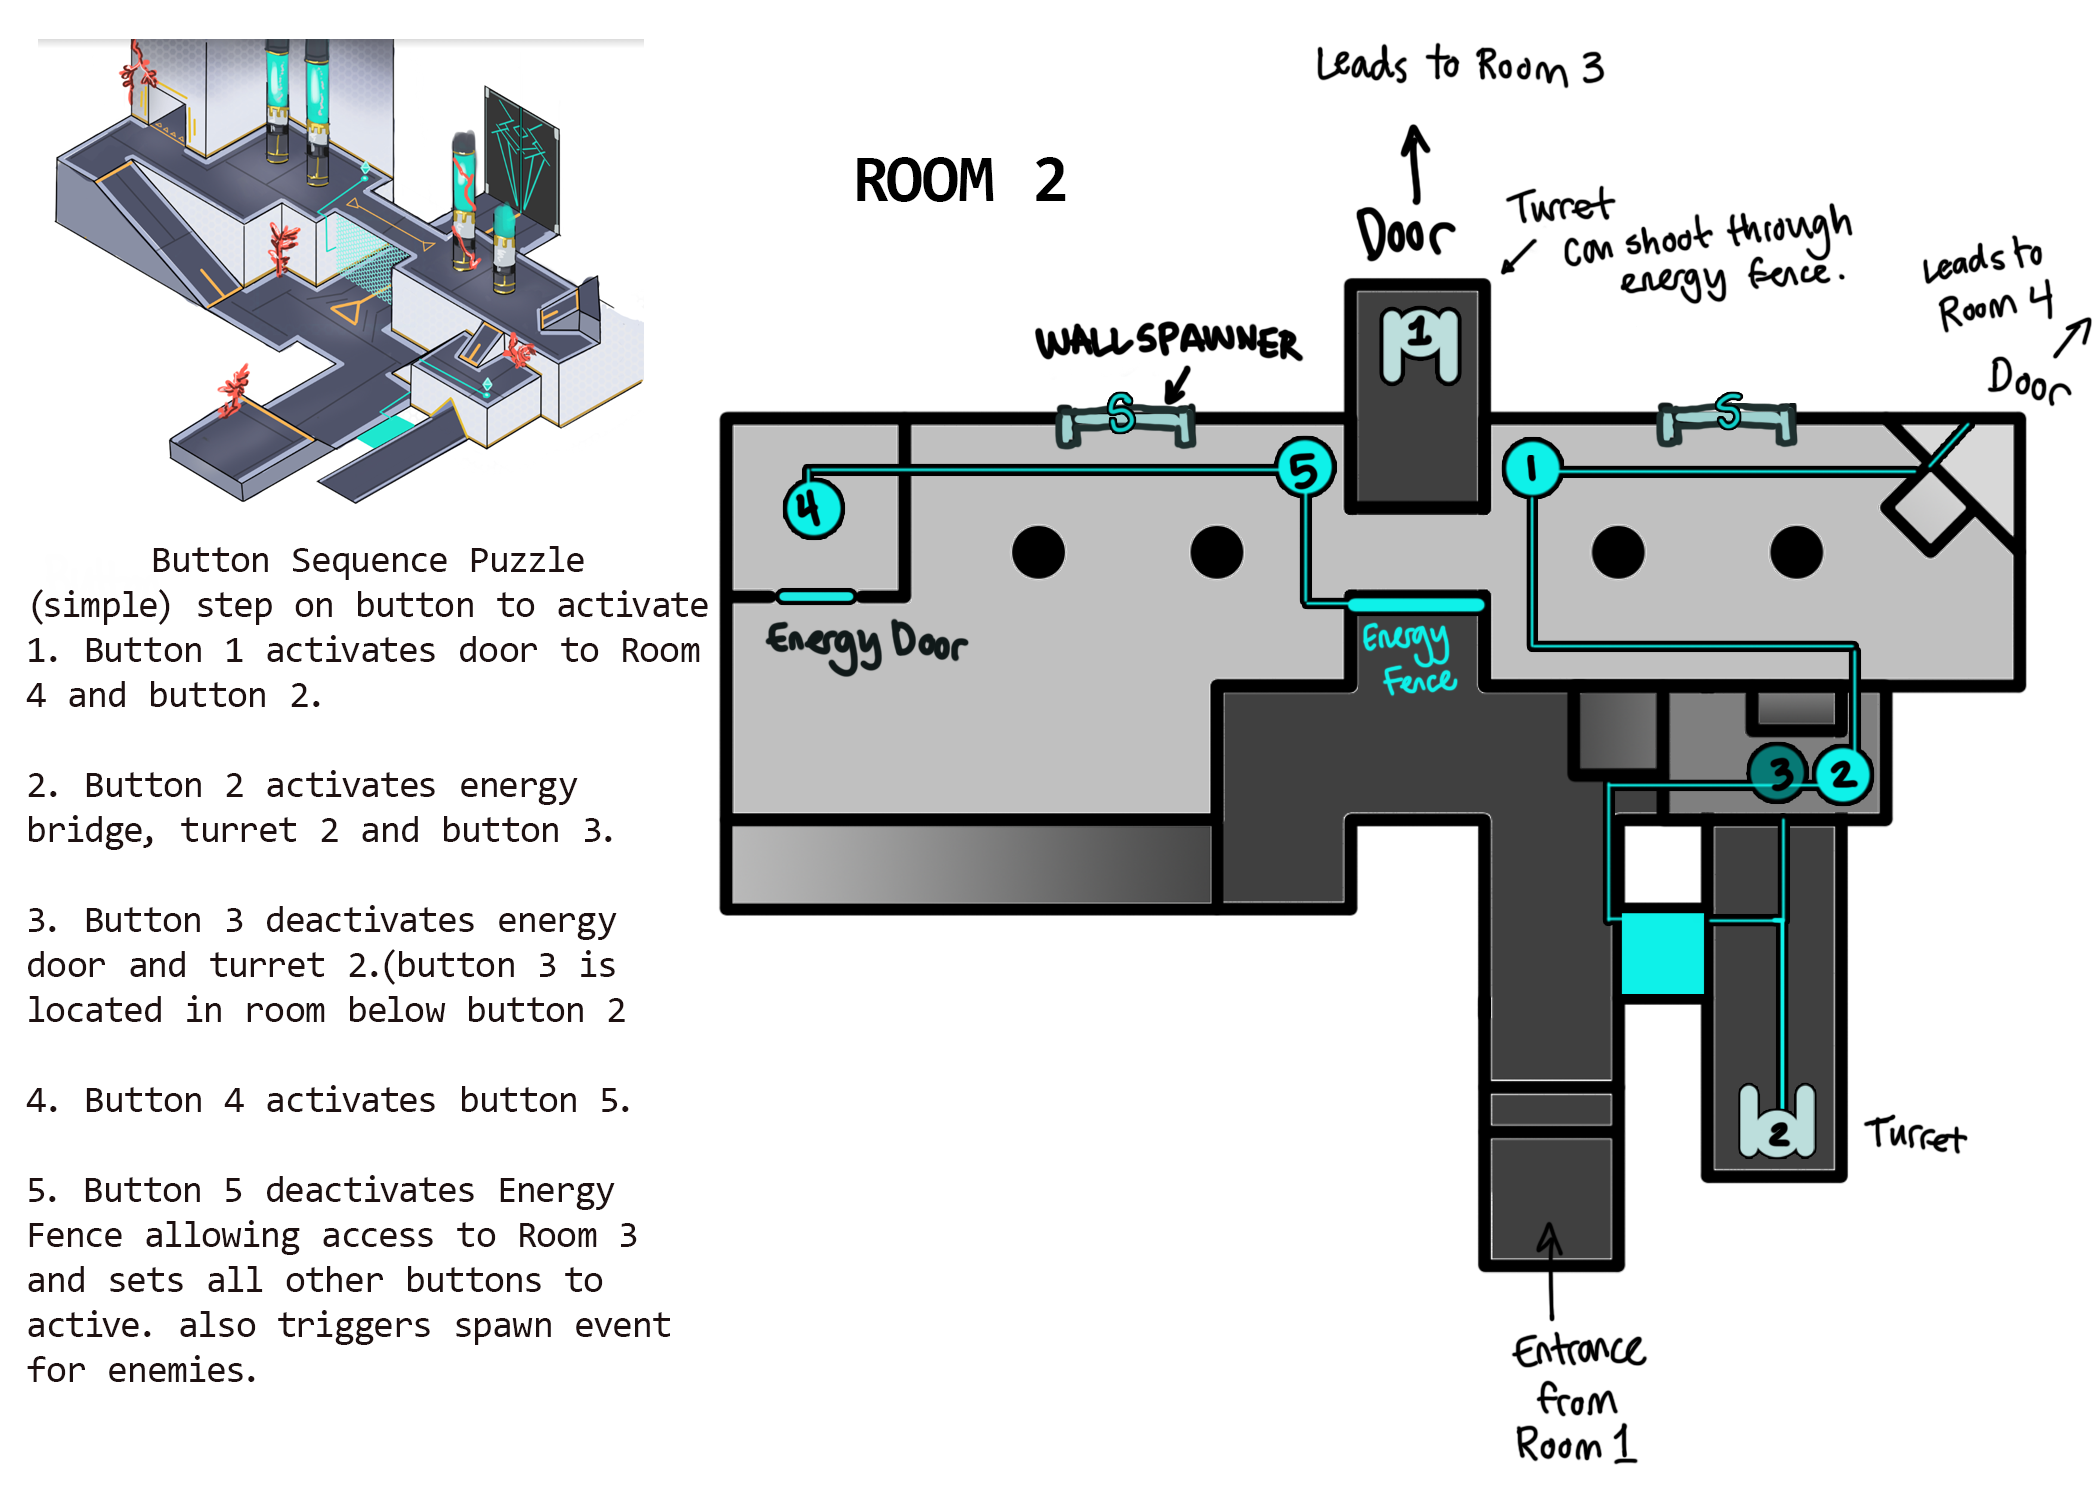 Leads to Room 3
ROOM 2
Door
Turret
can shoot through
energy fence.
Leads to
Room 4
Door
WALLSPAWNER
1
S
S
5
1
4
Energy Door
Energy
Fence
3
2
2
Turret
Entrance
from
Room 1
Button Sequence Puzzle
(simple) step on button to activate
1. Button 1 activates door to Room
4 and button 2.
2. Button 2 activates energy
bridge, turret 2 and button 3.
3. Button 3 deactivates energy
door and turret 2.(button 3 is
located in room below button 2
4. Button 4 activates button 5.
5. Button 5 deactivates Energy
Fence allowing access to Room 3
and sets all other buttons to
active. also triggers spawn event
for enemies.